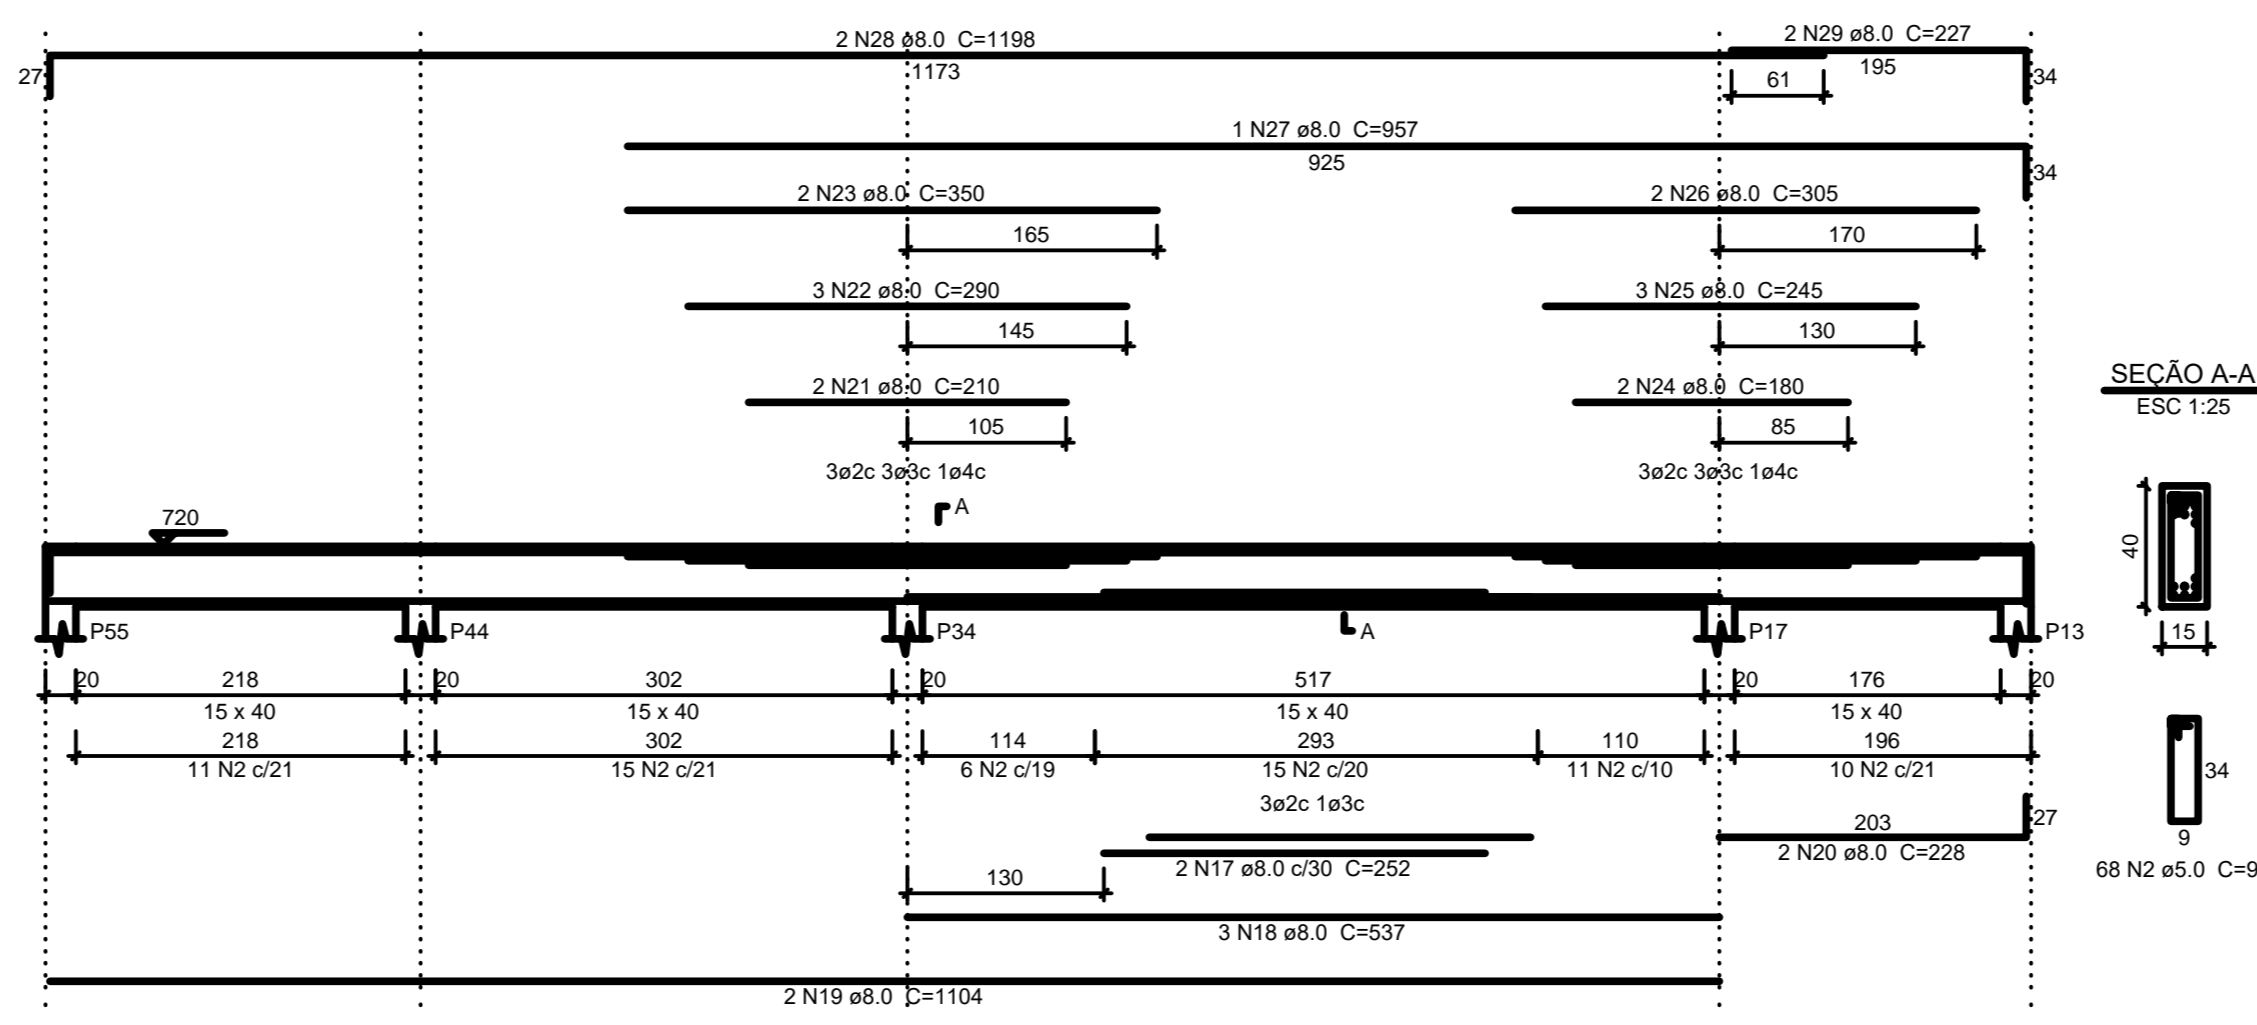 2 N28 ø8.0 C=1198
2 N29 ø8.0 C=227
27
1173
195
34
61
1 N27 ø8.0 C=957
925
34
2 N23 ø8.0 C=350
2 N26 ø8.0 C=305
165
170
3 N22 ø8.0 C=290
3 N25 ø8.0 C=245
145
130
SEÇÃO A-A
ESC 1:25
2 N21 ø8.0 C=210
2 N24 ø8.0 C=180
105
85
3ø2c 3ø3c 1ø4c
3ø2c 3ø3c 1ø4c
A
720
40
P55
P44
P34
A
P17
P13
15
20
218
20
302
20
517
20
176
20
15 x 40
15 x 40
15 x 40
15 x 40
218
302
114
293
110
196
11 N2 c/21
15 N2 c/21
6 N2 c/19
15 N2 c/20
11 N2 c/10
10 N2 c/21
34
3ø2c 1ø3c
27
203
9
2 N17 ø8.0 c/30 C=252
2 N20 ø8.0 C=228
68 N2 ø5.0 C=9
130
3 N18 ø8.0 C=537
2 N19 ø8.0 C=1104